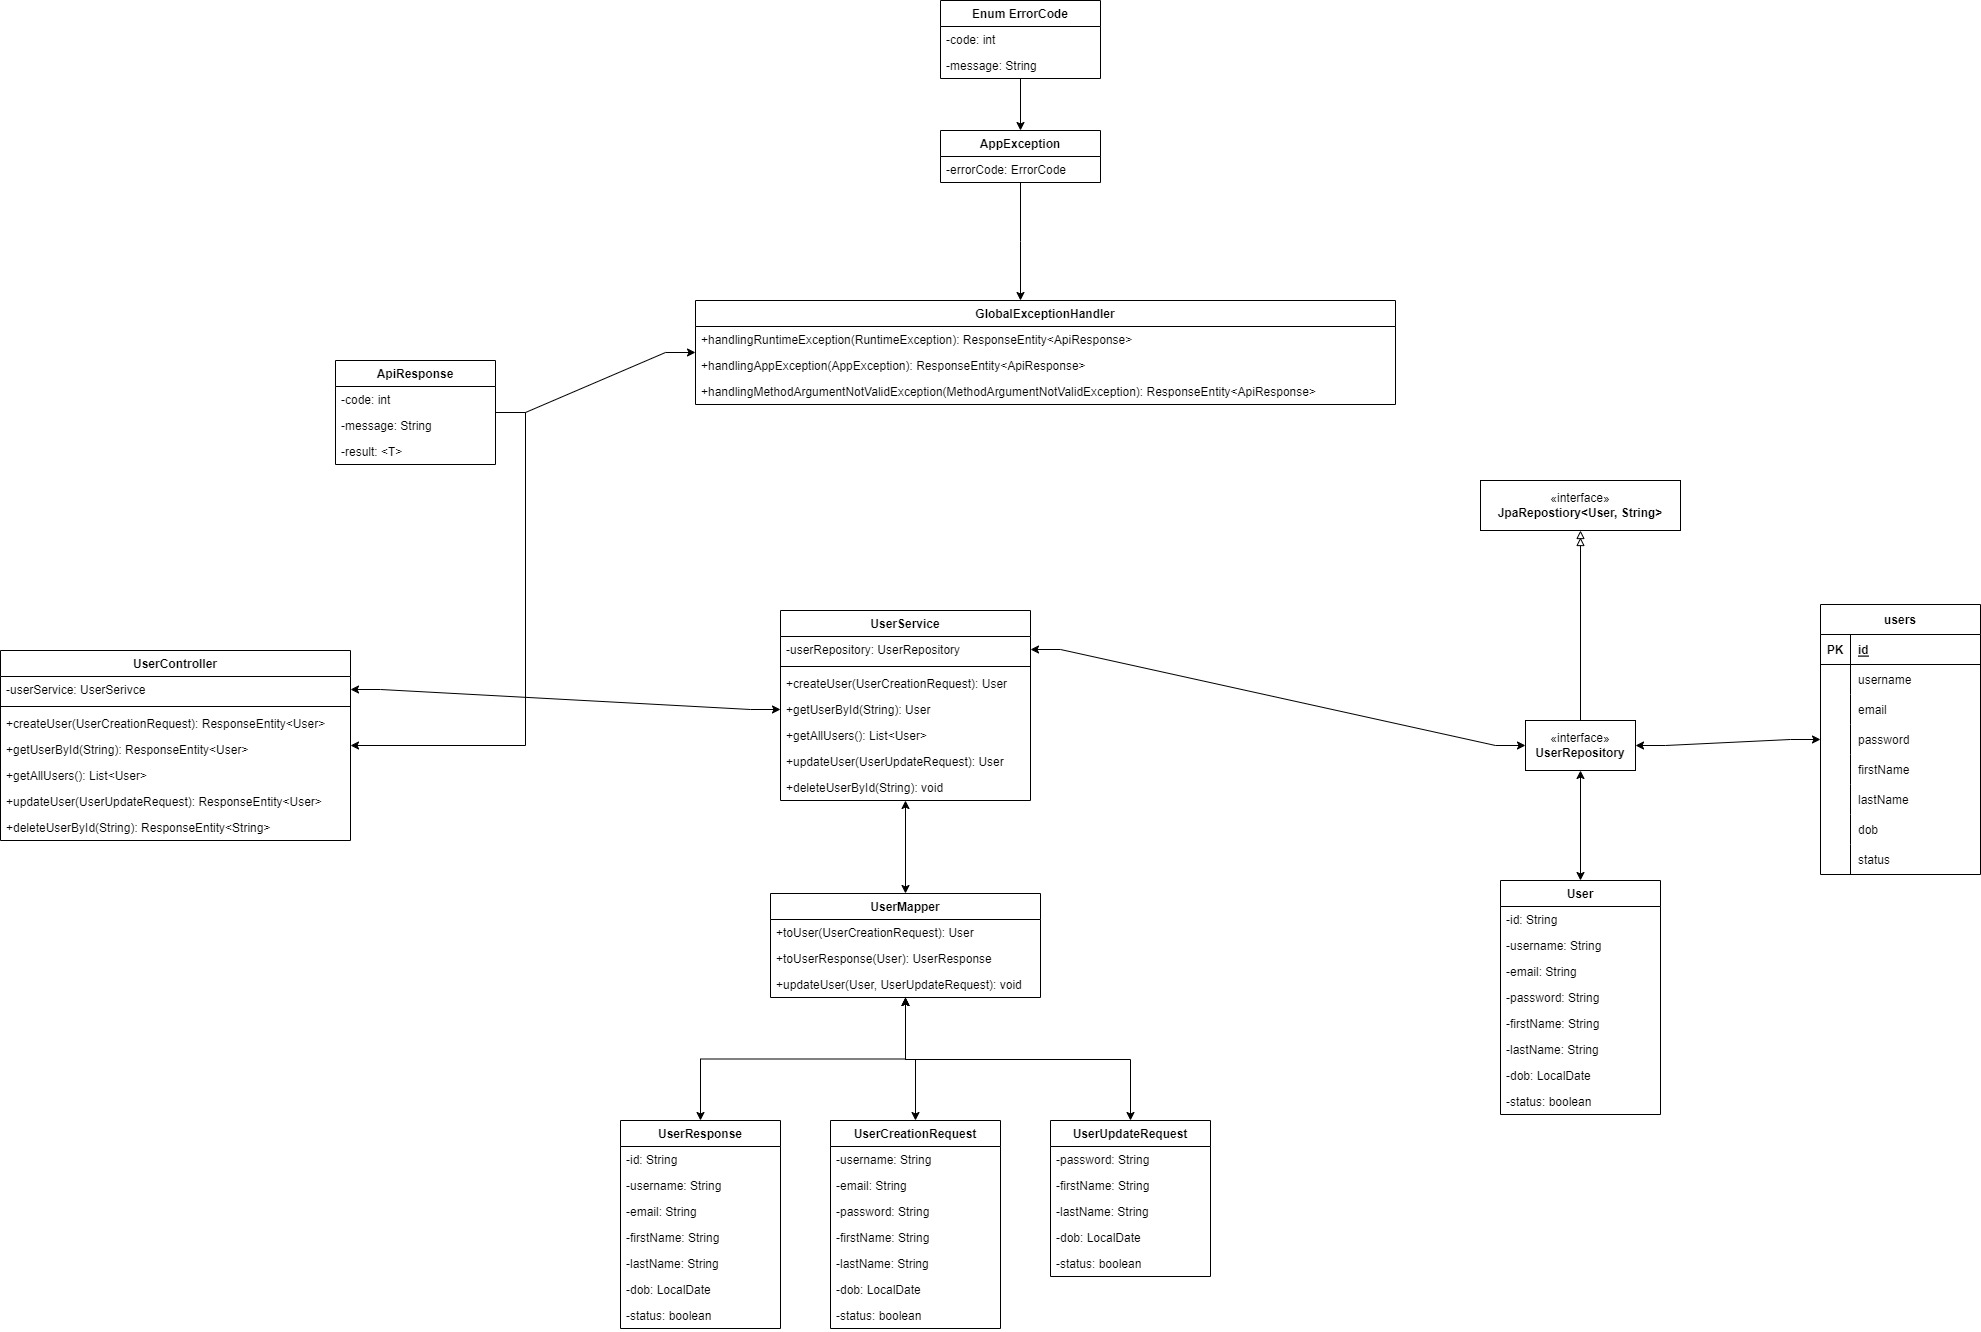 Enum ErrorCode
-code: int
-message: String
AppException
-errorCode: ErrorCode
GlobalExceptionHandler
+handlingRuntimeException(RuntimeException): ResponseEntity<ApiResponse>
+handlingAppException(AppException): ResponseEntity<ApiResponse>
+handlingMethodArgumentNotValidException(MethodArgumentNotValidException): ResponseEntity<ApiResponse>
ApiResponse
-code: int
-message: String
-result: <T>
«interface»
JpaRepostiory<User, String>
UserController
-userService: UserSerivce
+createUser(UserCreationRequest): ResponseEntity<User>
+getUserById(String): ResponseEntity<User>
+getAllUsers(): List<User>
+updateUser(UserUpdateRequest): ResponseEntity<User>
+deleteUserById(String): ResponseEntity<String>
UserService
-userRepository: UserRepository
+createUser(UserCreationRequest): User
+getUserById(String): User
+getAllUsers(): List<User>
+updateUser(UserUpdateRequest): User
+deleteUserById(String): void
«interface»
UserRepository
users
PK id
username
email
password
firstName
lastName
dob
status
UserMapper
+toUser(UserCreationRequest): User
+toUserResponse(User): UserResponse
+updateUser(User, UserUpdateRequest): void
User
-id: String
-username: String
-email: String
-password: String
-firstName: String
-lastName: String
-dob: LocalDate
-status: boolean
UserResponse
-id: String
-username: String
-email: String
-firstName: String
-lastName: String
-dob: LocalDate
-status: boolean
UserCreationRequest
-username: String
-email: String
-password: String
-firstName: String
-lastName: String
-dob: LocalDate
-status: boolean
UserUpdateRequest
-password: String
-firstName: String
-lastName: String
-dob: LocalDate
-status: boolean